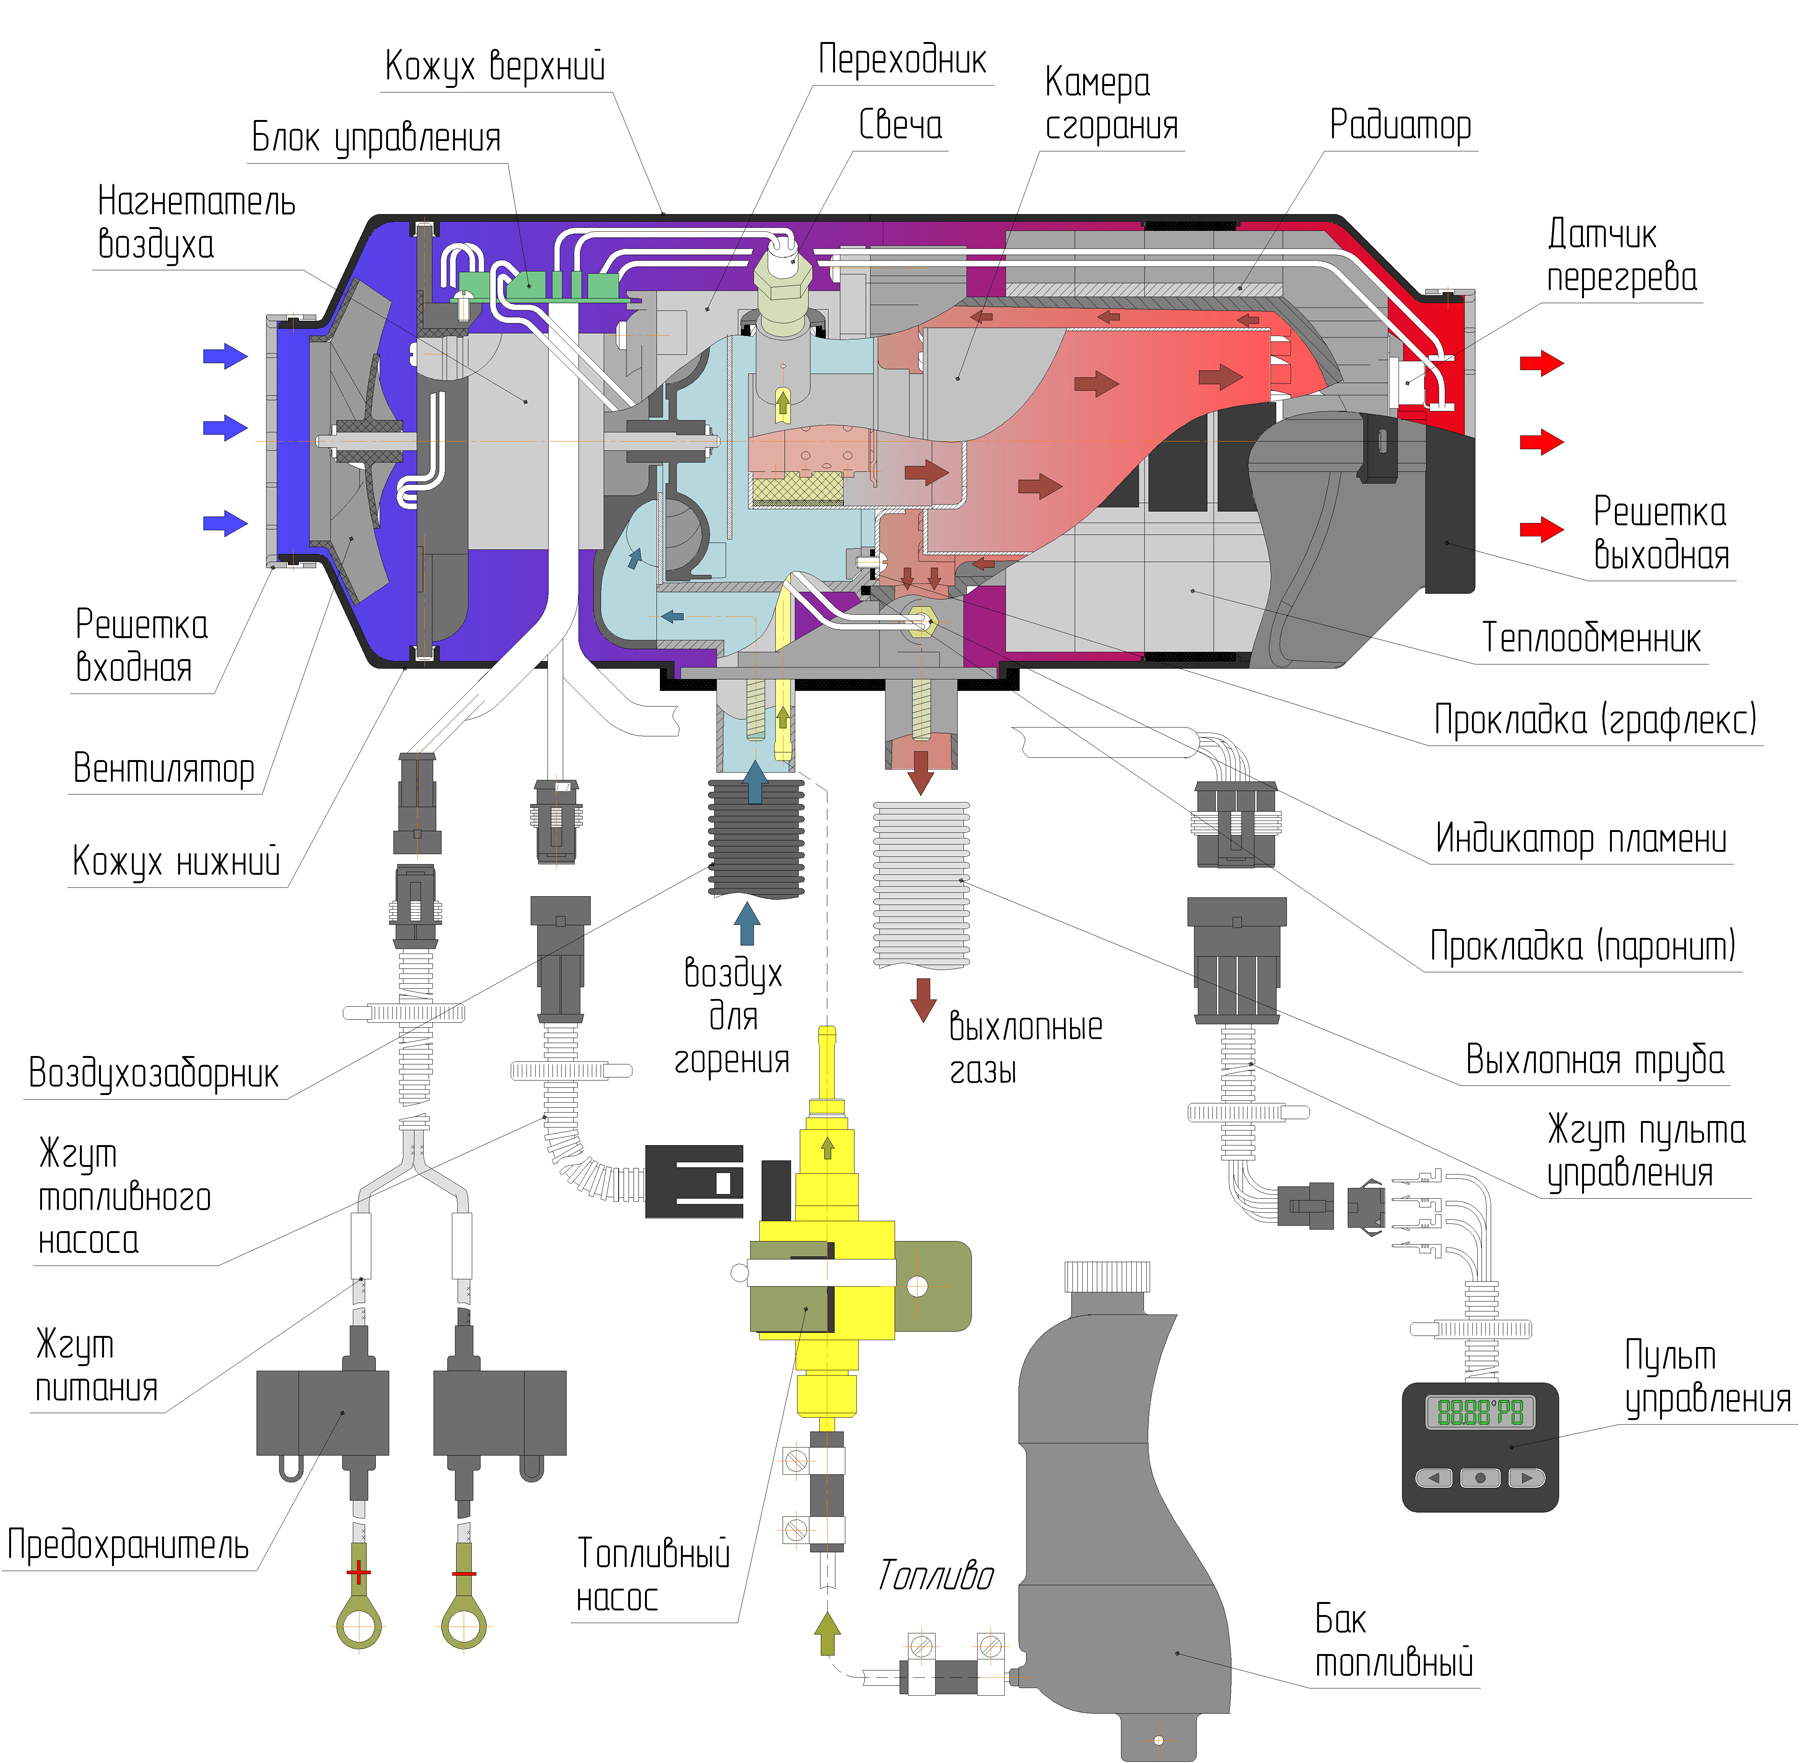 Кожух верхний
Переходник
Камера
сгорания
Свеча
Радиатор
Блок управления
Нагнетатель
воздуха
Датчик
перегрева
Решетка
выходная
Решетка
входная
Теплообменник
Прокладка (графлекс)
Вентилятор
Индикатор пламени
Кожух нижний
Прокладка (паронит)
воздух
для
горения
выхлопные
газы
Воздухозаборник
Выхлопная труба
Жгут
топливного
насоса
Жгут пульта
управления
Жгут
питания
Пульт
управления
88:88°P8
Предохранитель
+
−
Топливный
насос
Топливо
Бак
топливный